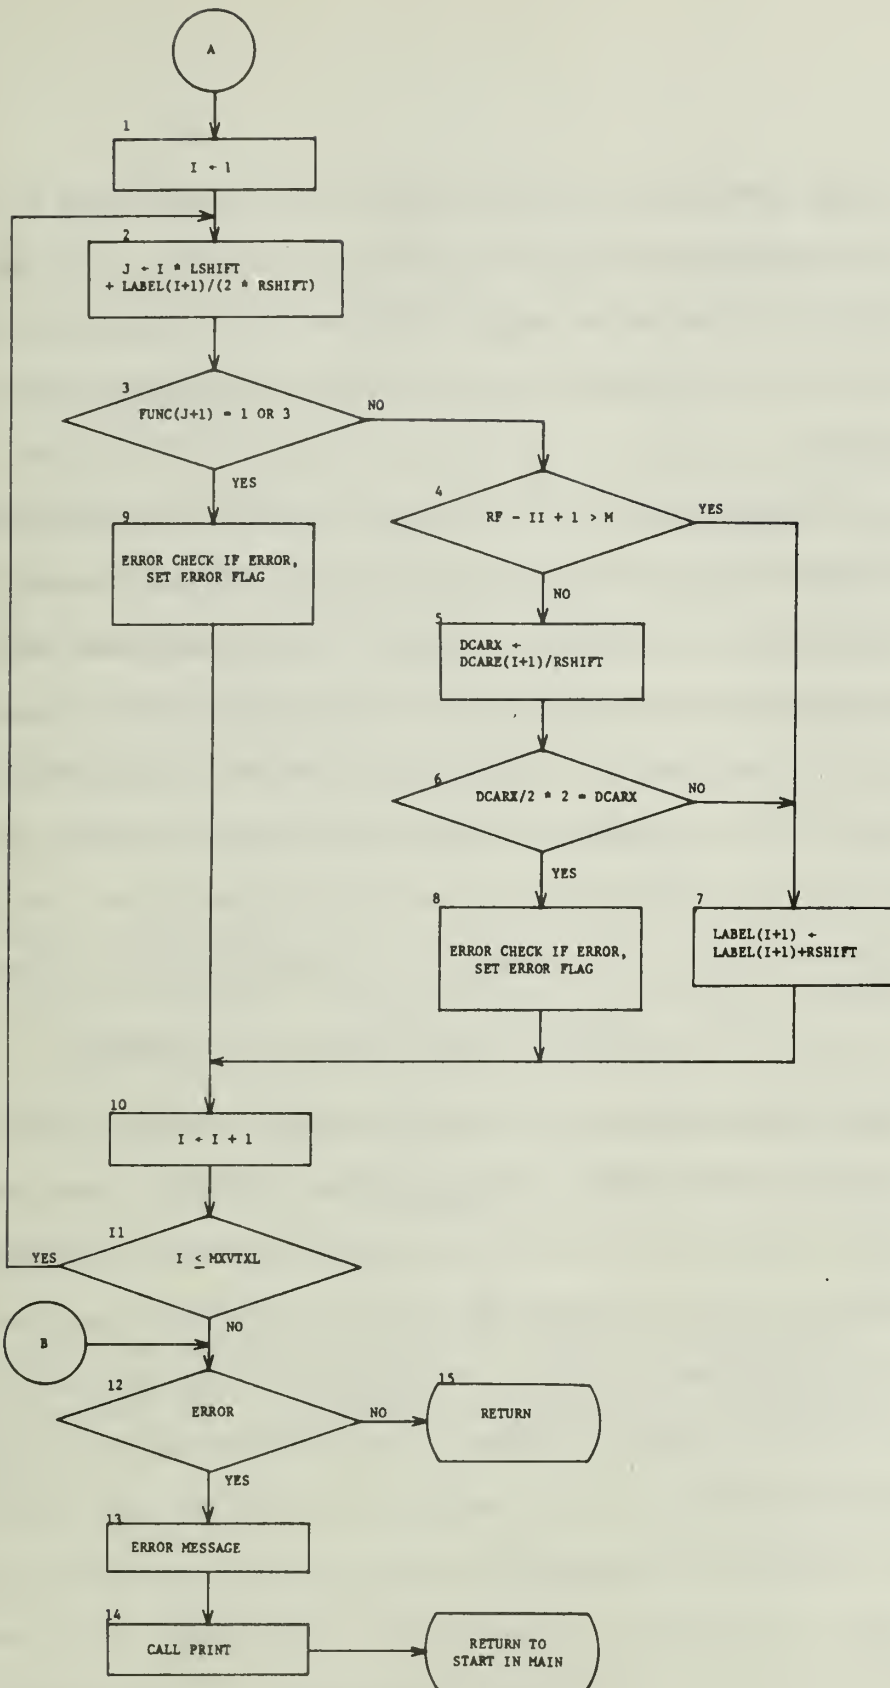 A
1
I ← 1
2
J ← I * LSHIFT
+ LABEL(I+1)/(2 * RSHIFT)
3
FUNC(J+1) = 1 OR 3
NO
YES
4
RF - II + 1 > M
YES
NO
9
ERROR CHECK IF ERROR,
SET ERROR FLAG
5
DCARX ←
DCARE(I+1)/RSHIFT
6
DCARX/2 * 2 = DCARX
NO
YES
8
ERROR CHECK IF ERROR,
SET ERROR FLAG
7
LABEL(I+1) ←
LABEL(I+1)+RSHIFT
10
I ← I + 1
I1
I ≤ MXVTXL
YES
NO
B
12
ERROR
NO
15
RETURN
YES
13
ERROR MESSAGE
14
CALL PRINT
RETURN TO
START IN MAIN